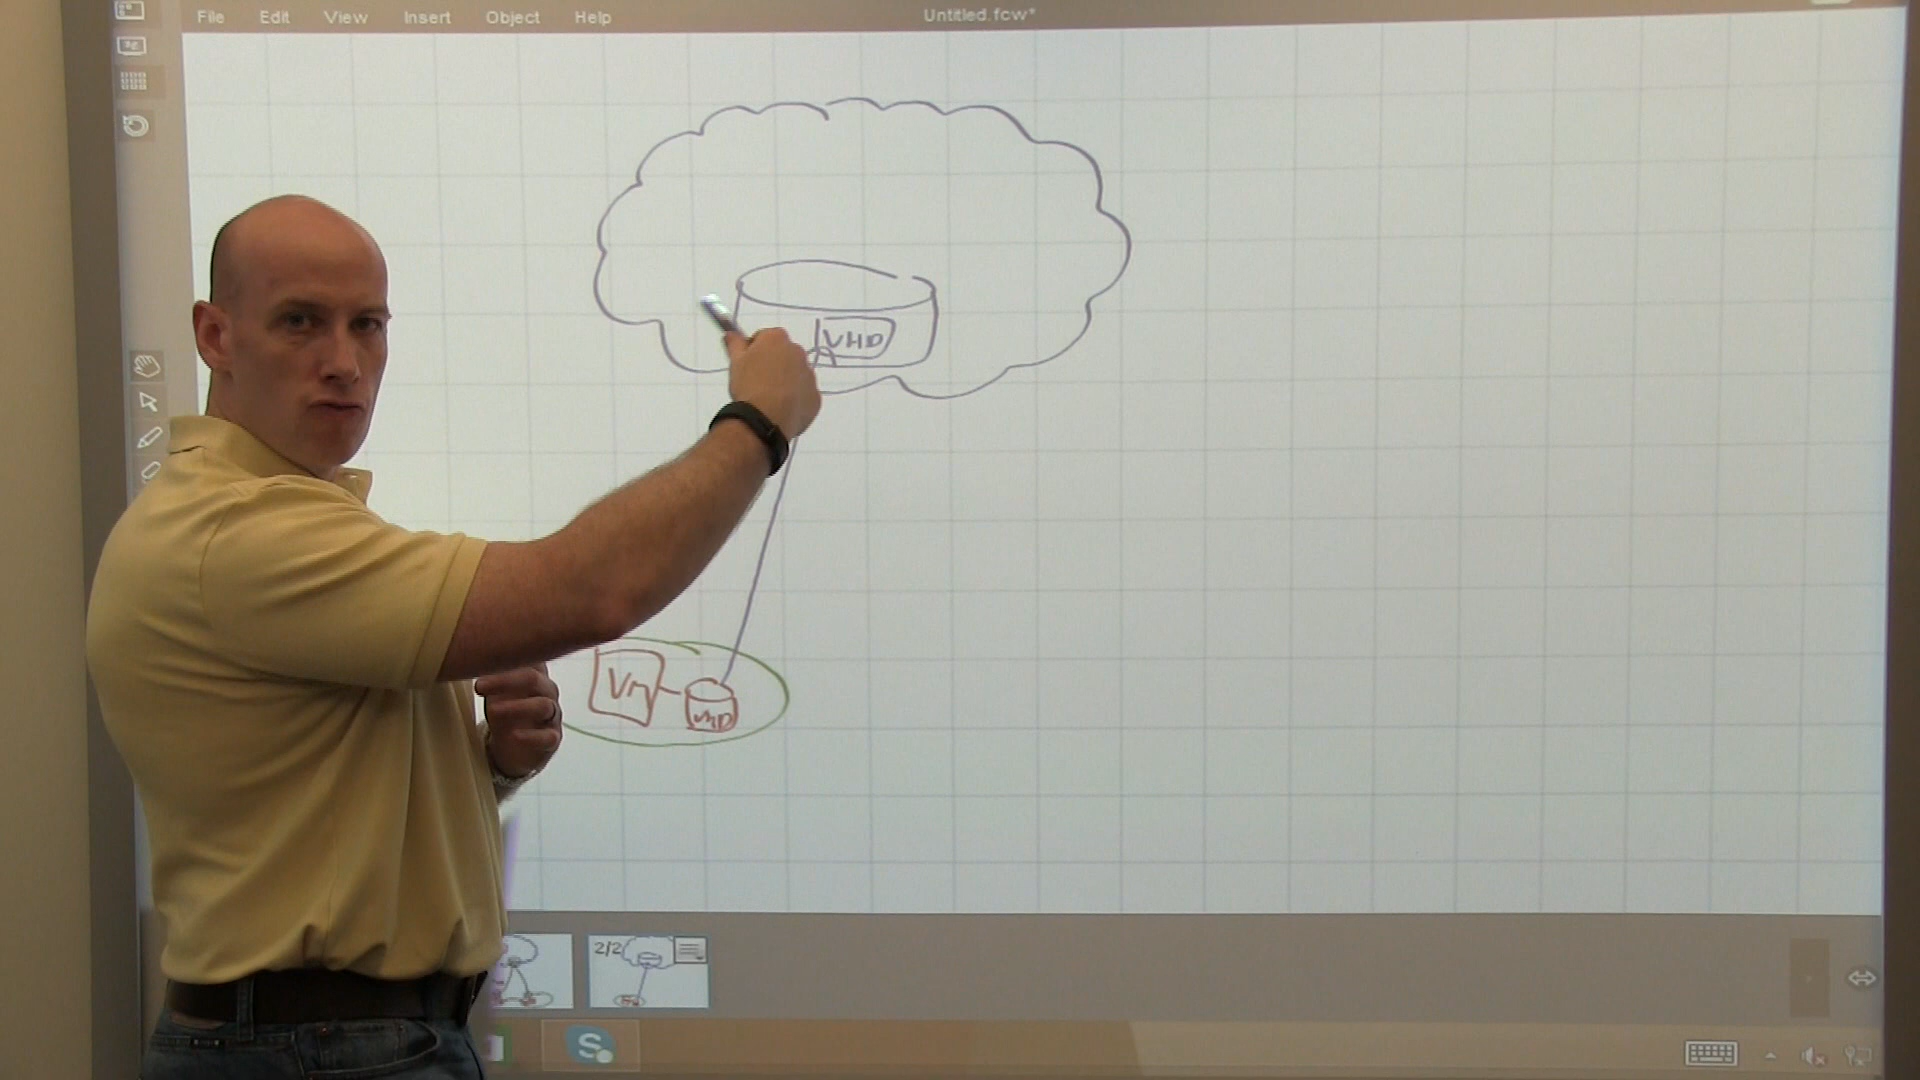 File Edit View Insert Object Help Untitled.fcw*
VHD
VM
VHD
2/2
S